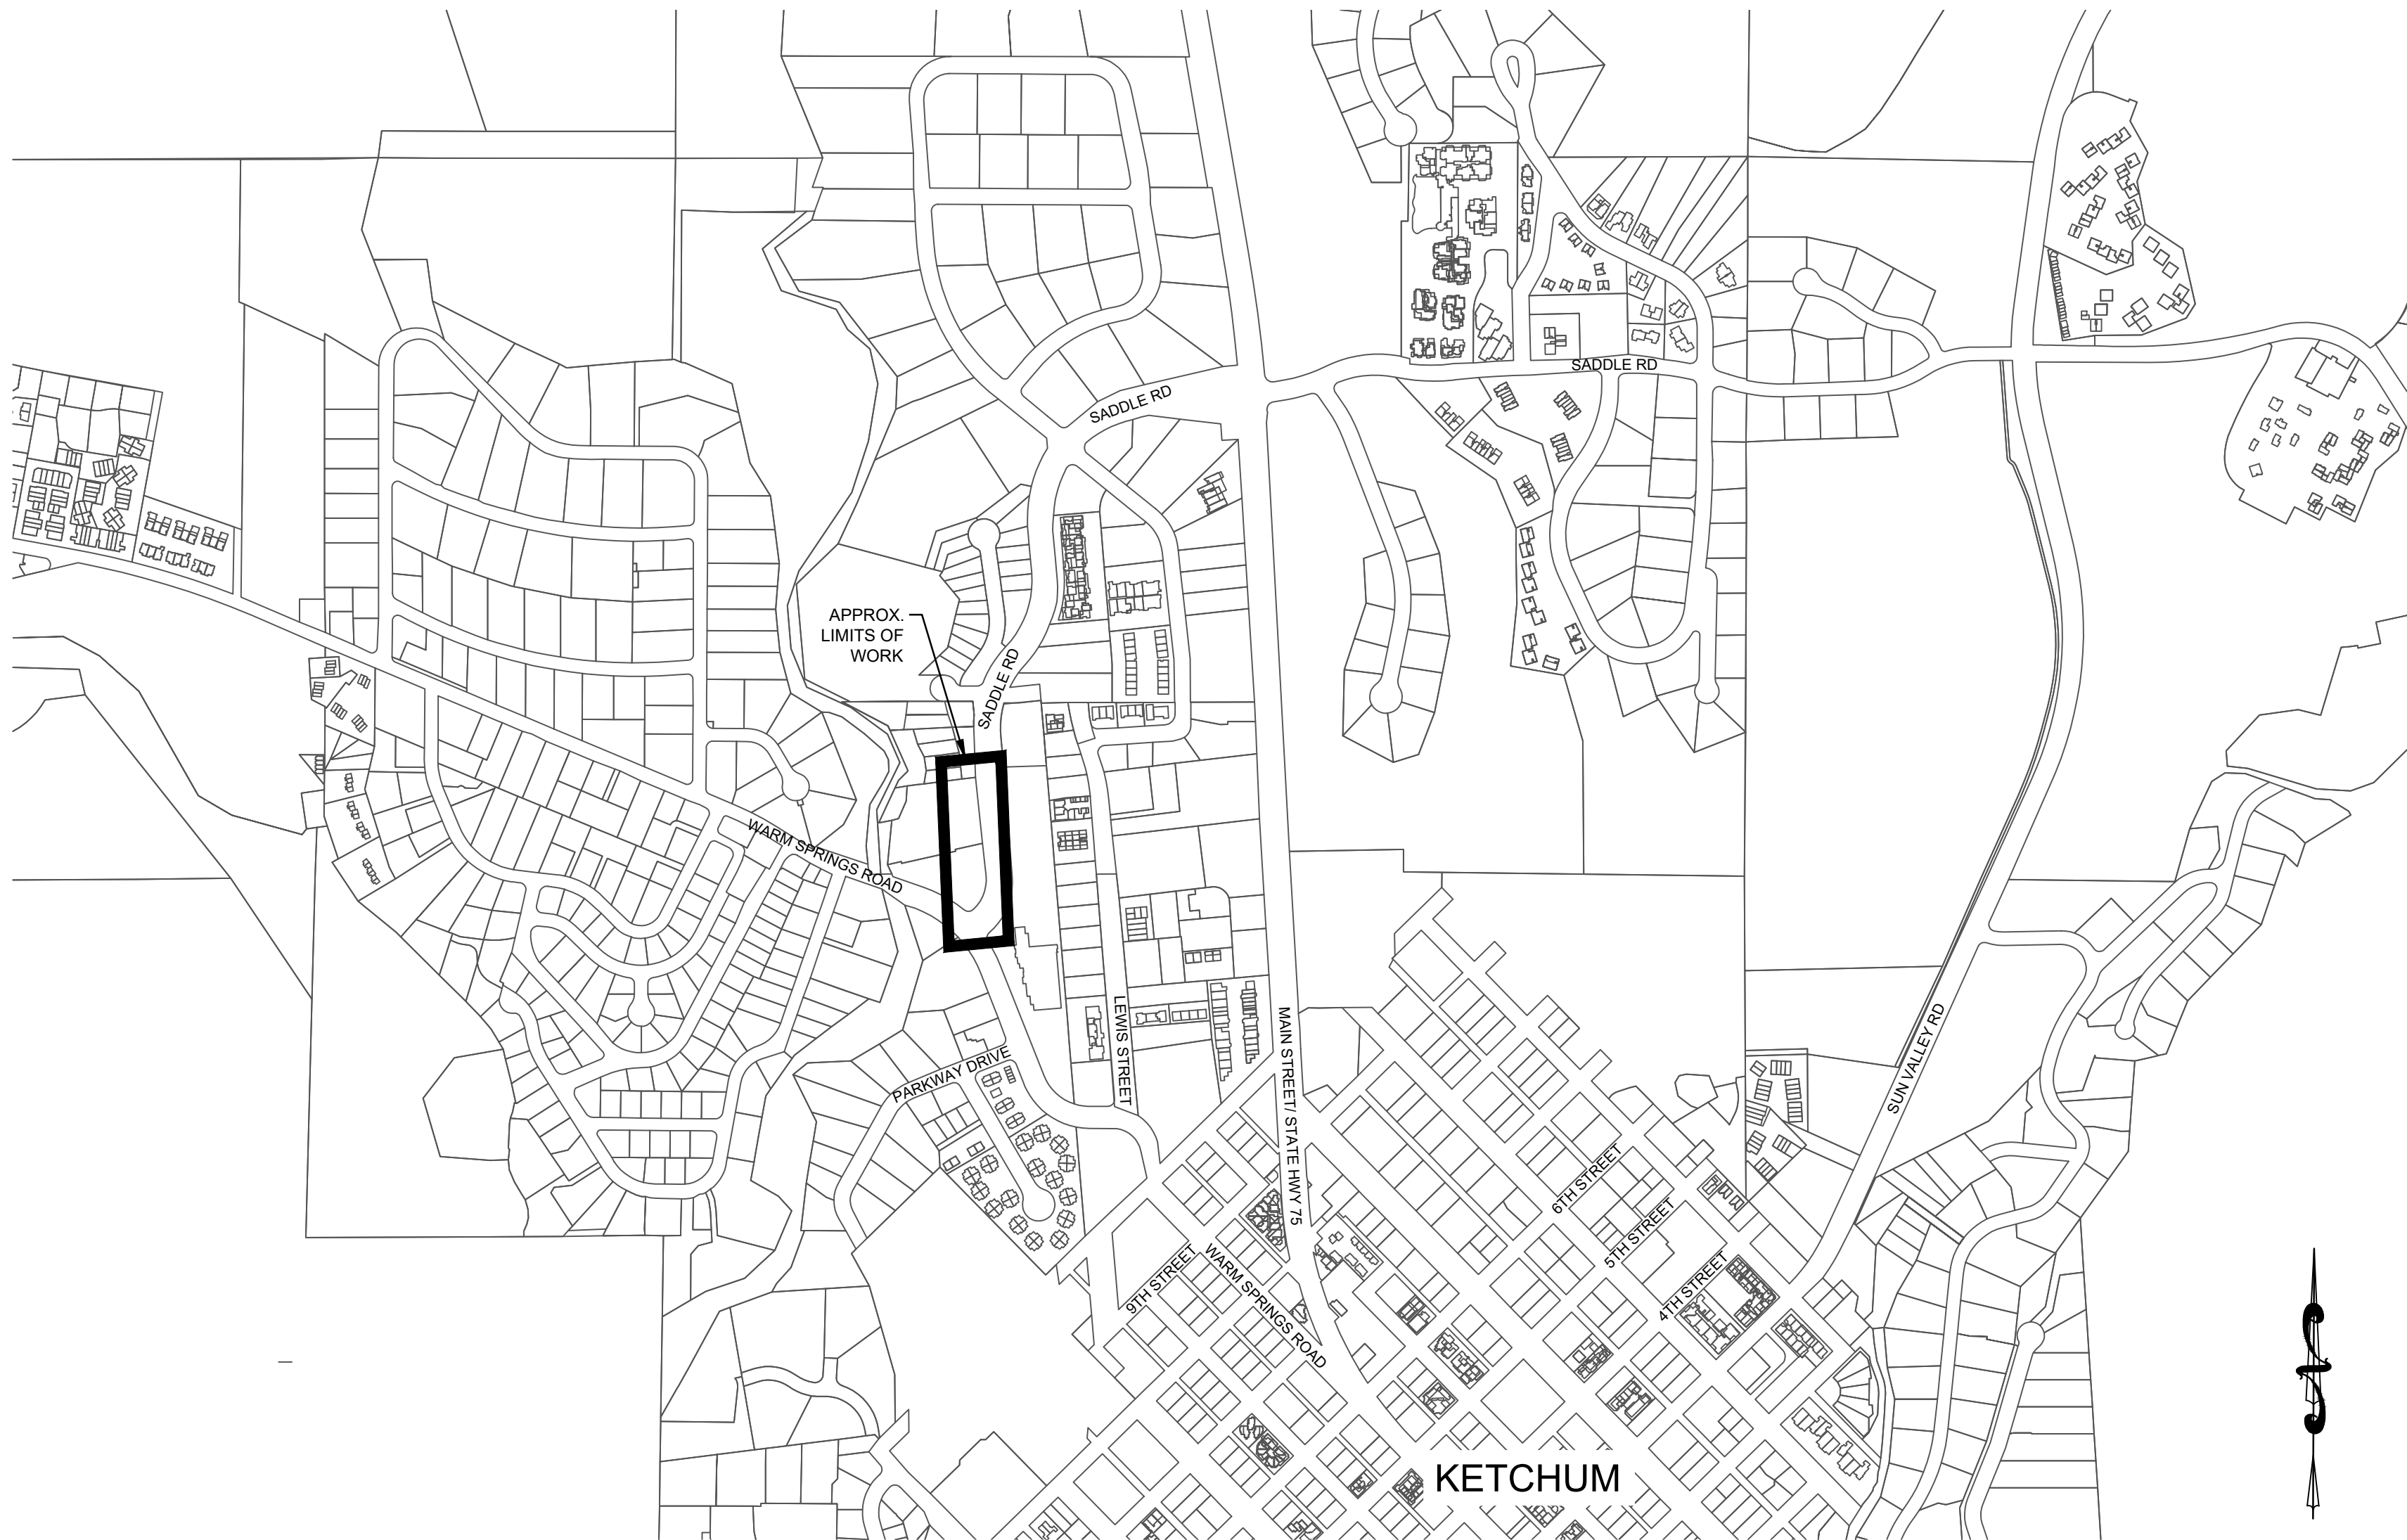 SADDLE RD
SADDLE RD
APPROX.
LIMITS OF
WORK
SADDLE RD
WARM SPRINGS ROAD
LEWIS STREET
MAIN STREET/ STATE HWY 75
SUN VALLEY RD
PARKWAY DRIVE
6TH STREET
5TH STREET
4TH STREET
9TH STREET
WARM SPRINGS ROAD
KETCHUM